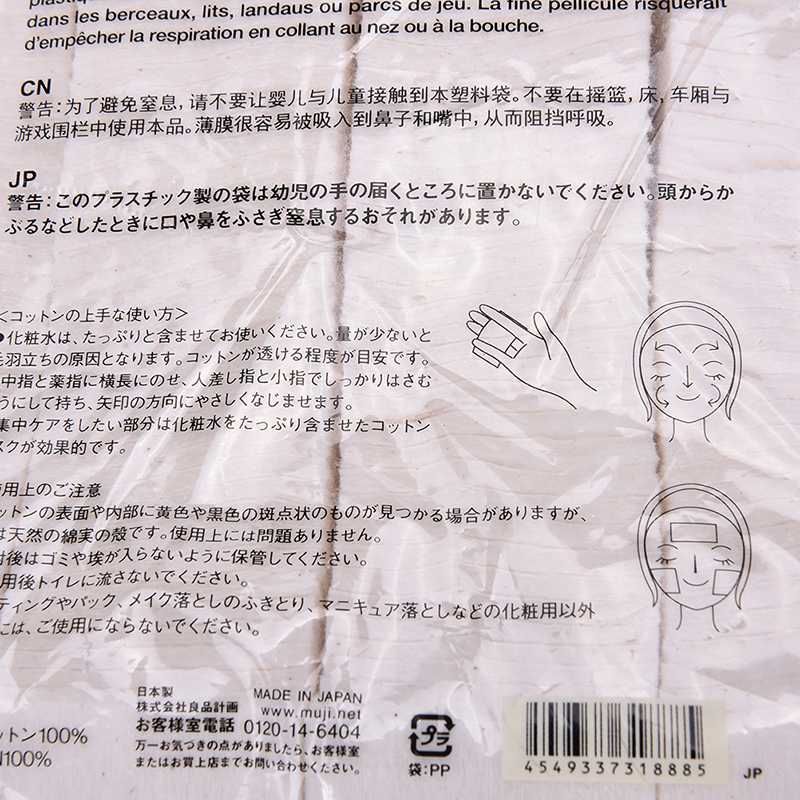 dans les berceaux, lits, landaus ou parcs de jeu. La fine pellicule risquerait
d'empêcher la respiration en collant au nez ou à la bouche.
CN
警告:为了避免窒息,请不要让婴儿与儿童接触到本塑料袋。不要在摇篮,床,车厢与
游戏围栏中使用本品。薄膜很容易被吸入到鼻子和嘴中,从而阻挡呼吸。
JP
警告:このプラスチック製の袋は幼児の手の届くところに置かないでください。頭からか
ぶるなどしたときに口や鼻をふさぎ窒息するおそれがあります。
<コットンの上手な使い方>
●化粧水は、たっぷりと含ませてお使いください。量が少ないと
毛羽立ちの原因となります。コットンが透ける程度が目安です。
中指と薬指に横長にのせ、人差し指と小指でしっかりはさむ
うにして持ち、矢印の方向にやさしくなじませます。
集中ケアをしたい部分は化粧水をたっぷり含ませたコットン
スクが効果的です。
用上のご注意
ットンの表面や内部に黄色や黒色の斑点状のものが見つかる場合がありますが、
は天然の綿実の殻です。使用上には問題ありません。
封後はゴミや埃が入らないように保管してください。
用後トイレに流さないでください。
ティングやパック、メイク落としのふきとり、マニキュア落としなどの化粧用以外
には、ご使用にならないでください。
日本製 MADE IN JAPAN
株式会社良品計画 www.muji.net
お客様室電話 0120-14-6404
万一お気づきの点がありましたら、お客様室
またはお買上店までお問い合わせください。
ットン100%
100%
プラ
袋:PP
4549337318885
JP